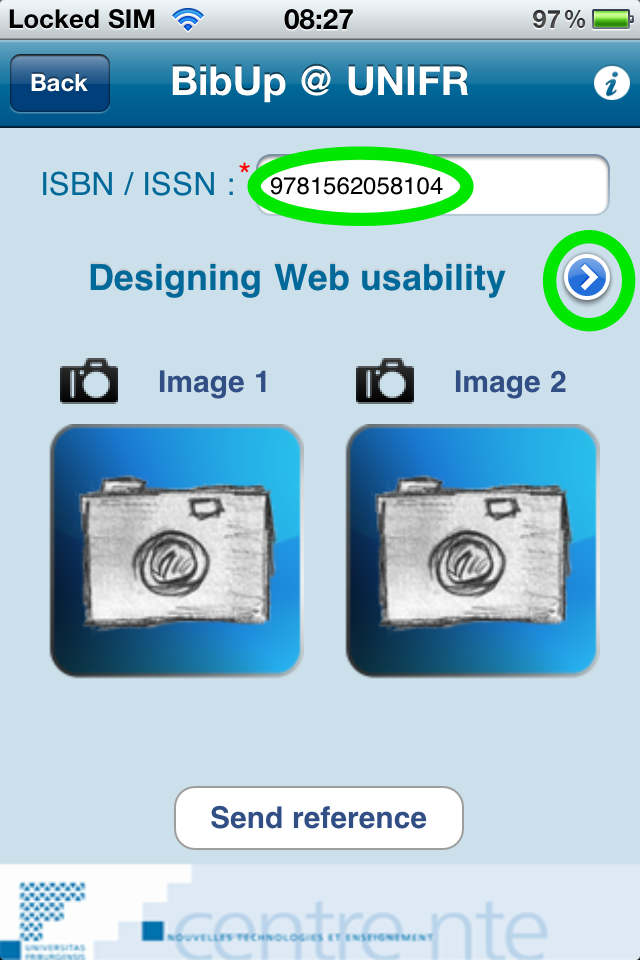 Locked SIM 08:27 97%
Back BibUp @ UNIFR i
ISBN / ISSN : * 9781562058104
Designing Web usability
Image 1 Image 2
Send reference
centre nte
NOUVELLES TECHNOLOGIES ET ENSEIGNEMENT
UNIVERSITAS
FRIBURGENSIS